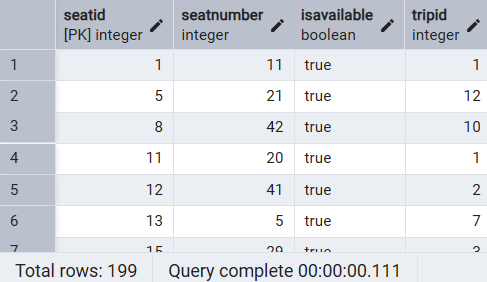 seatid seatnumber isavailable tripid
[PK] integer integer boolean integer
1 1 11 true 1
2 5 21 true 12
3 8 42 true 10
4 11 20 true 1
5 12 41 true 2
6 13 5 true 7
7 15 29 true 3
Total rows: 199 Query complete 00:00:00.111